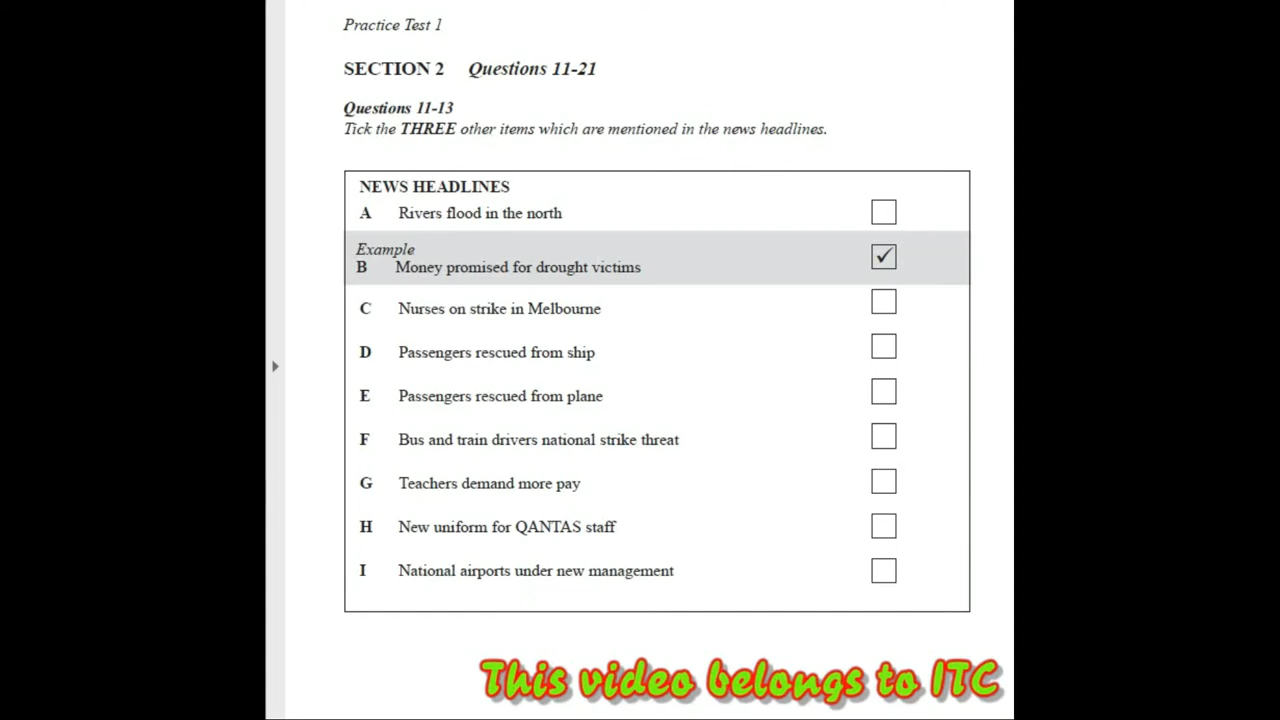 Practice Test 1
SECTION 2 Questions 11-21
Questions 11-13
Tick the THREE other items which are mentioned in the news headlines.
NEWS HEADLINES
A Rivers flood in the north
Example
B Money promised for drought victims ✓
C Nurses on strike in Melbourne
D Passengers rescued from ship
E Passengers rescued from plane
F Bus and train drivers national strike threat
G Teachers demand more pay
H New uniform for QANTAS staff
I National airports under new management
This video belongs to ITC